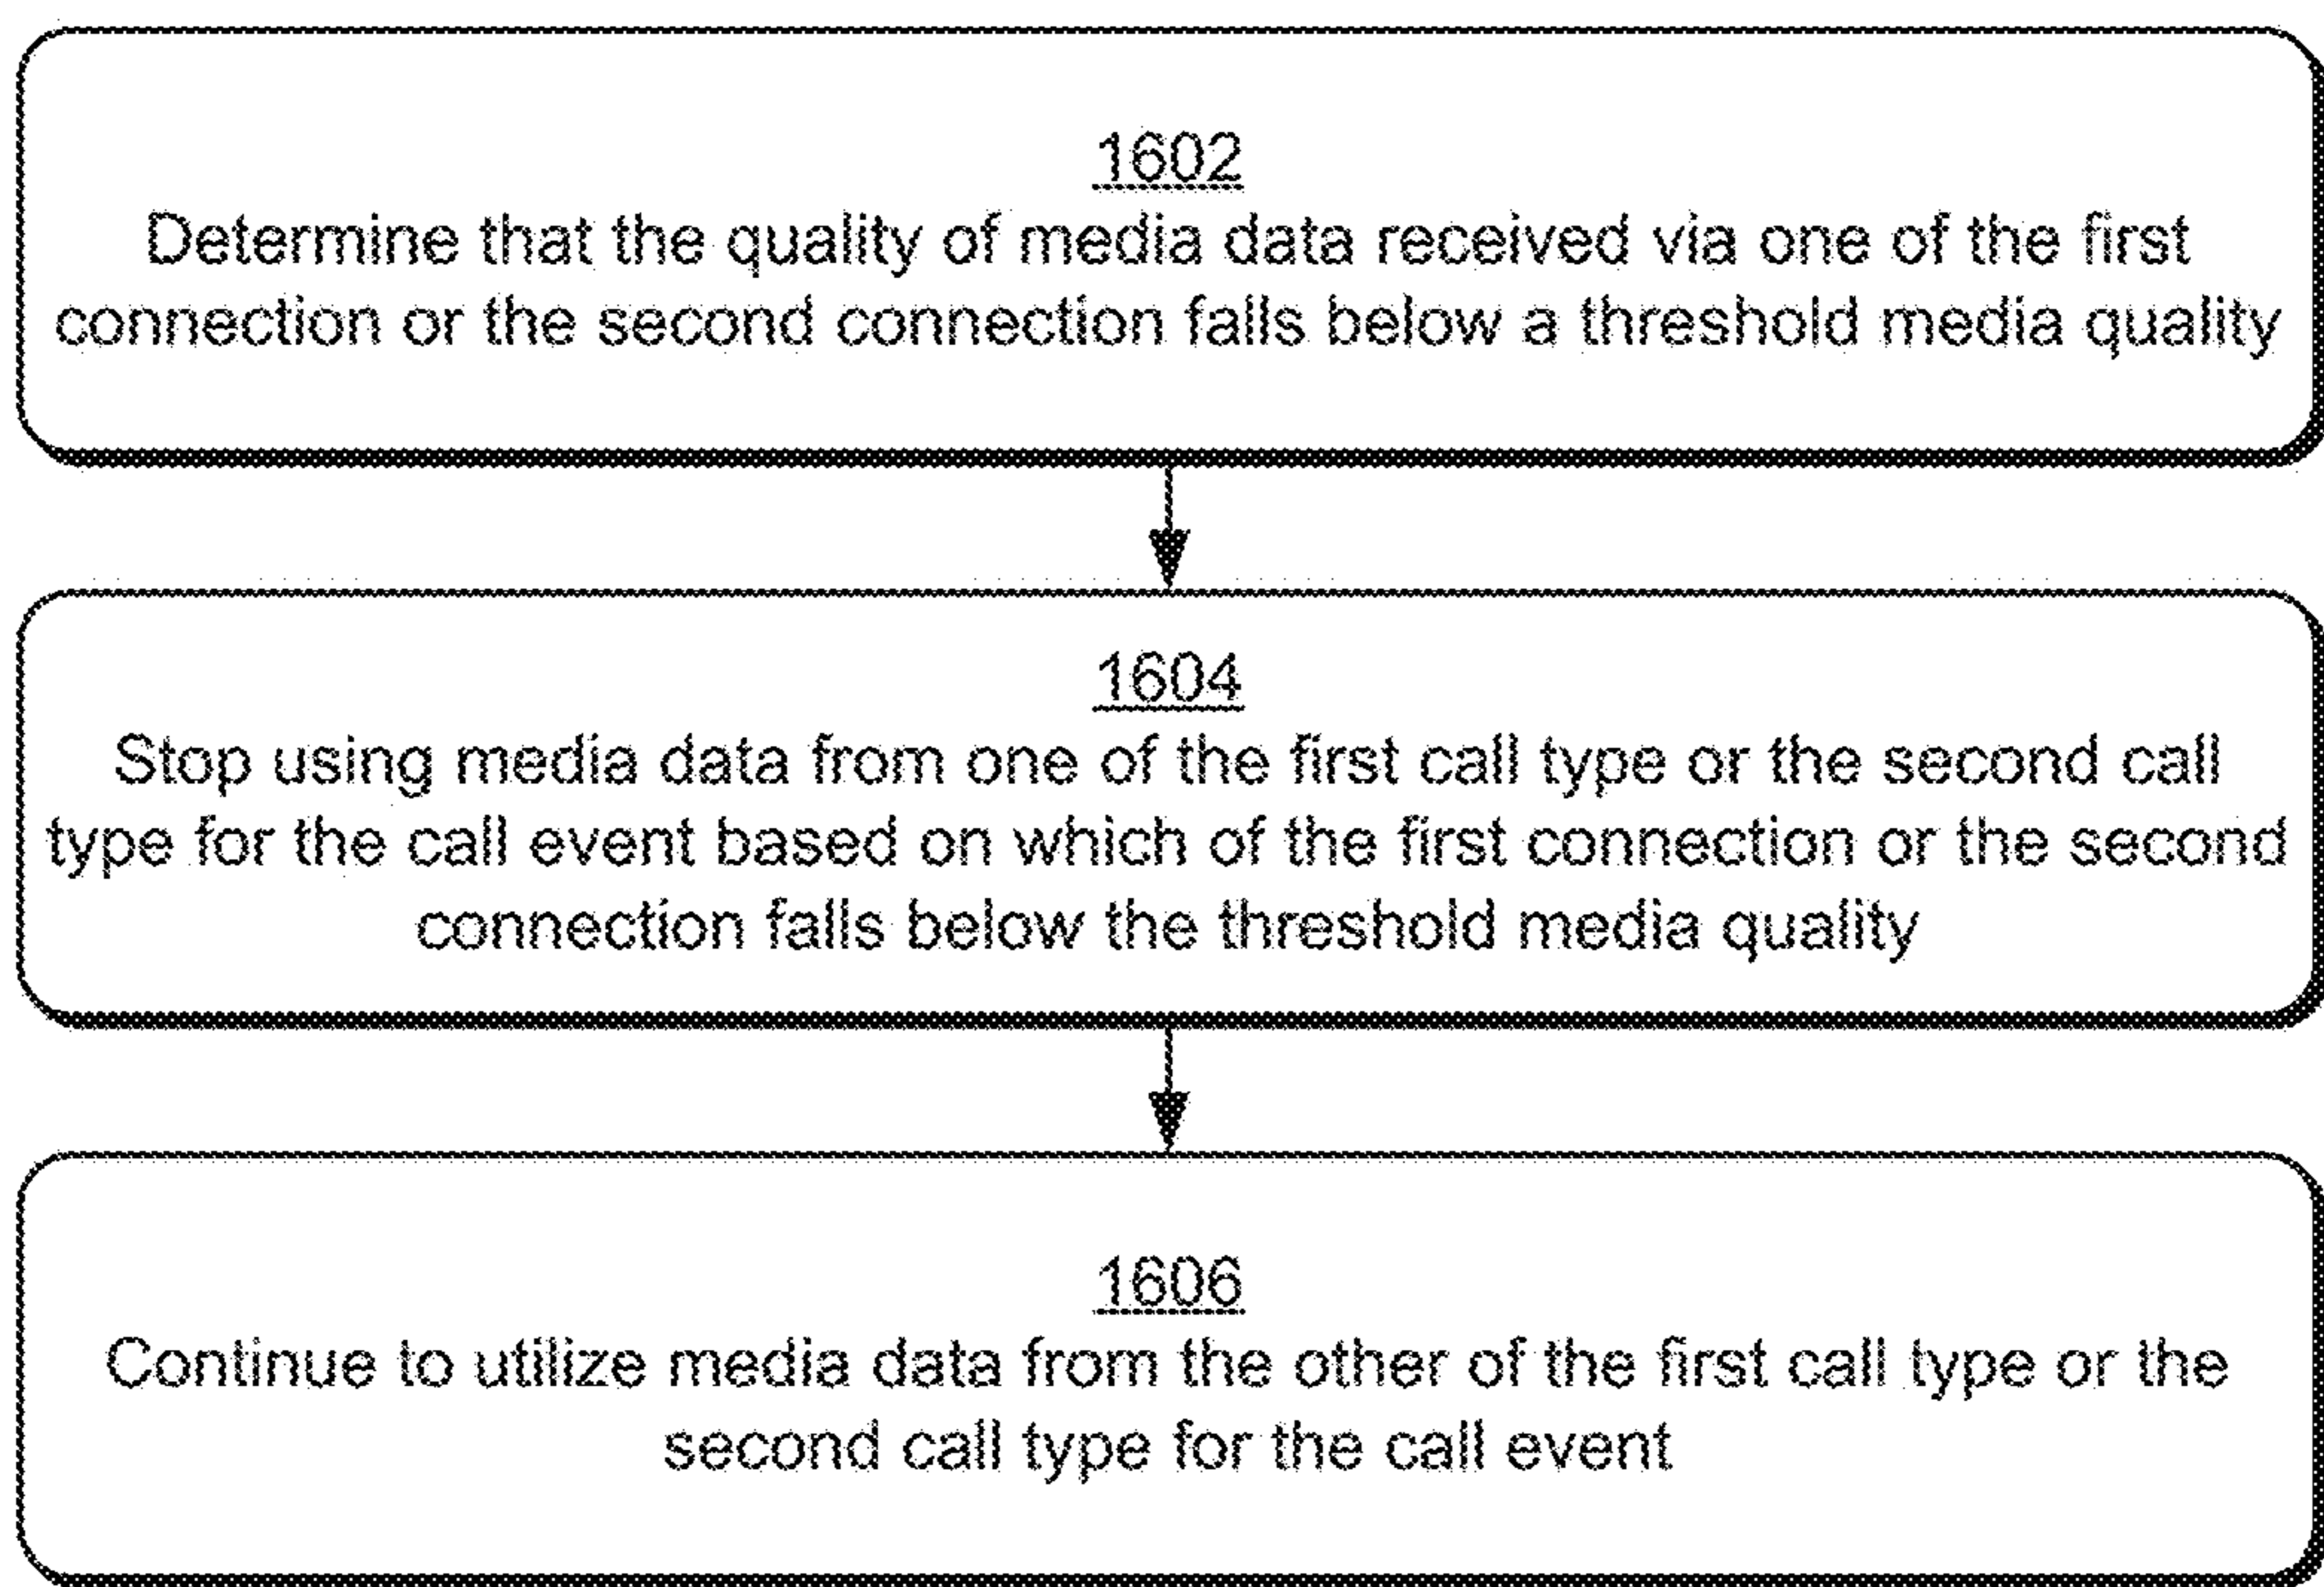 1602
Determine that the quality of media data received via one of the first
connection or the second connection falls below a threshold media quality
1604
Stop using media data from one of the first call type or the second call
type for the call event based on which of the first connection or the second
connection falls below the threshold media quality
1606
Continue to utilize media data from the other of the first call type or the
second call type for the call event